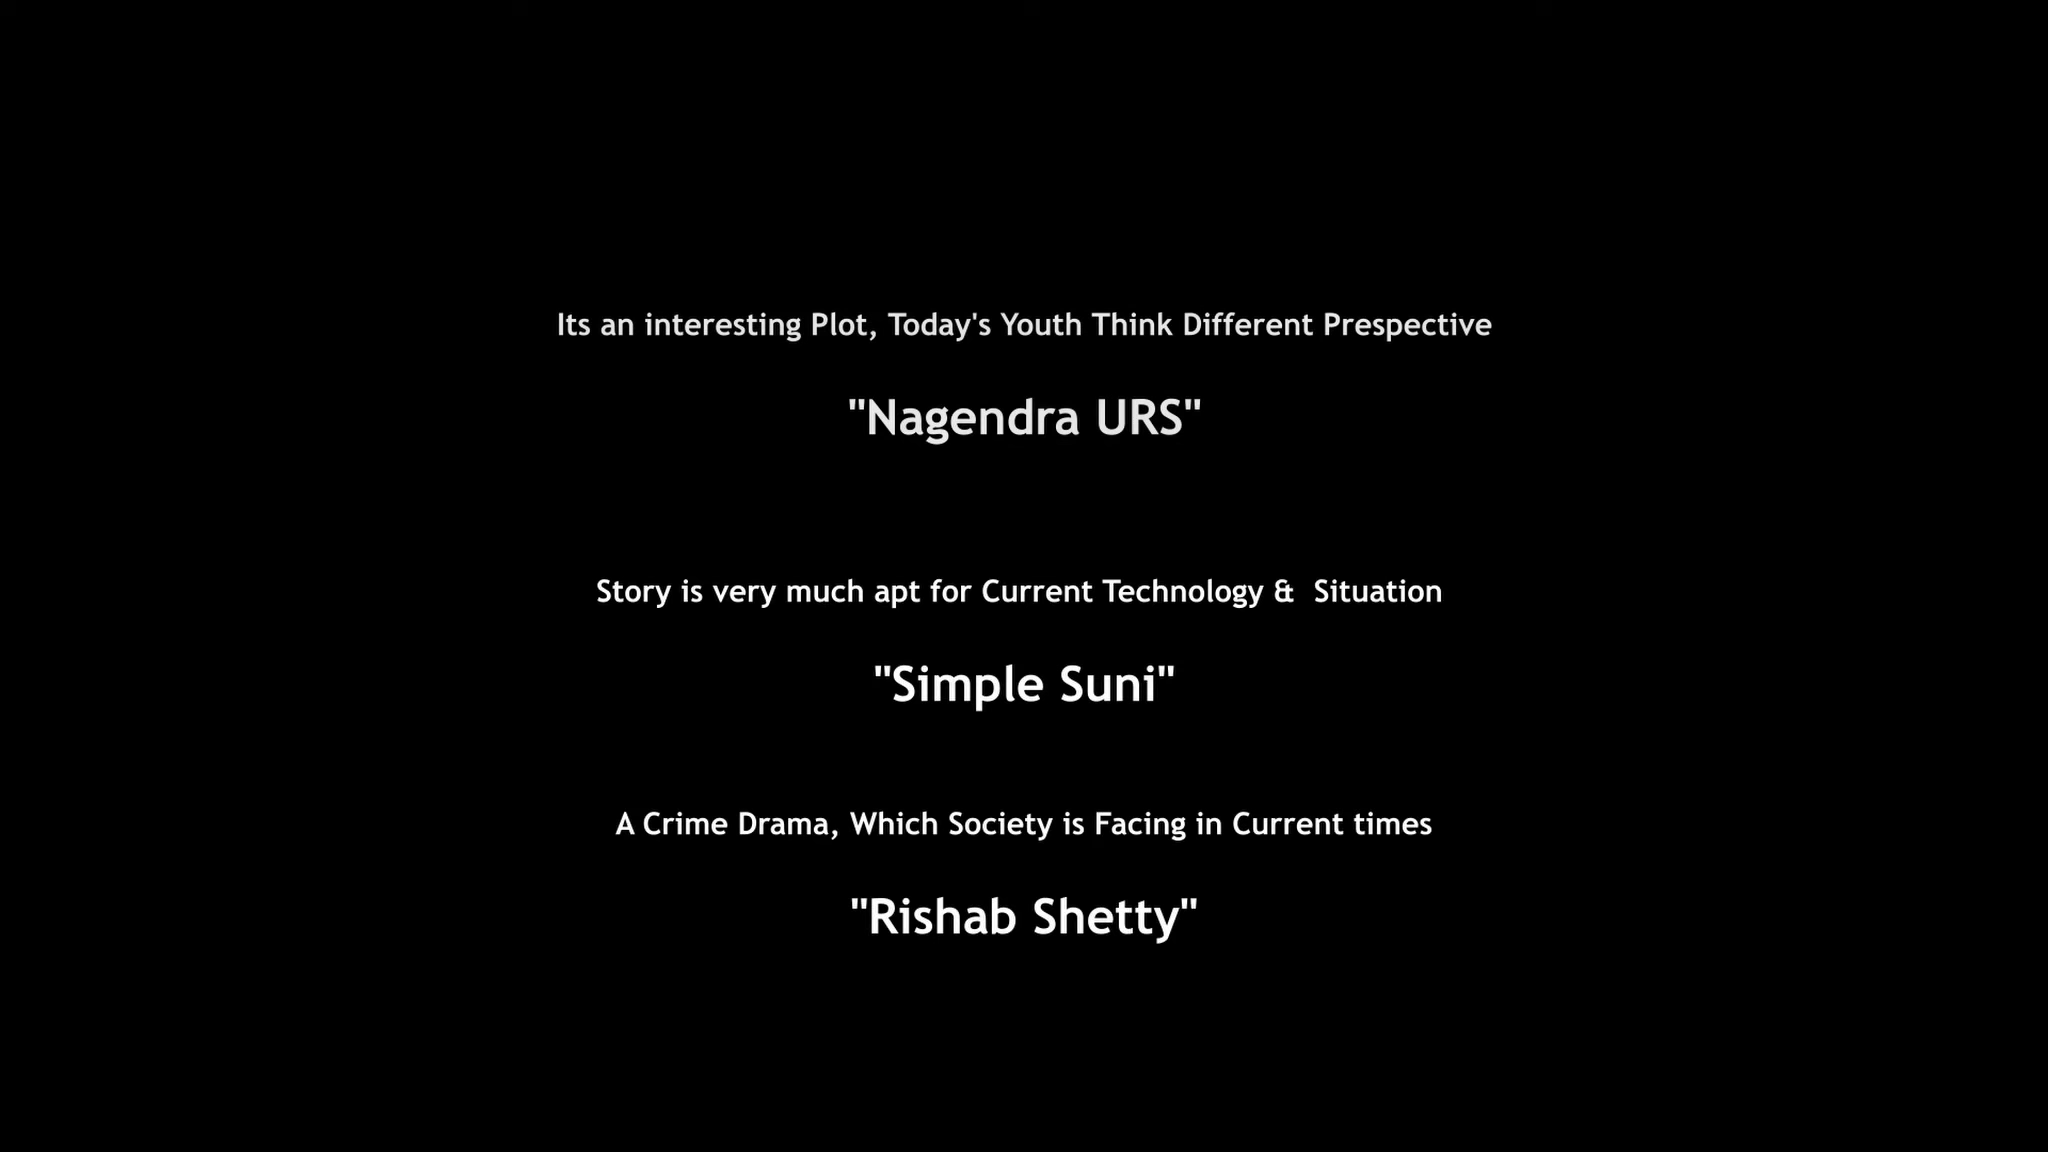 Its an interesting Plot, Today's Youth Think Different Prespective
"Nagendra URS"
Story is very much apt for Current Technology &  Situation
"Simple Suni"
A Crime Drama, Which Society is Facing in Current times
"Rishab Shetty"